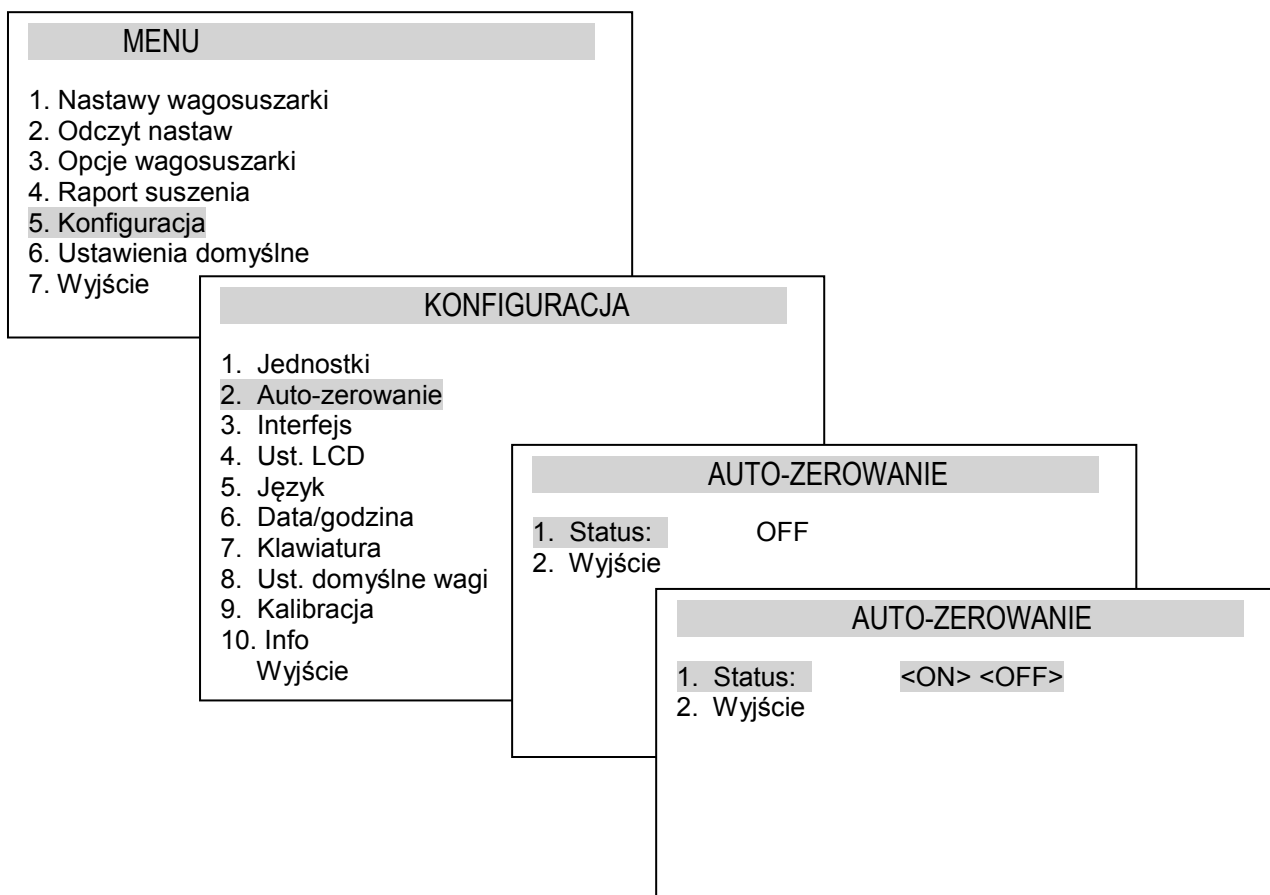 MENU
1. Nastawy wagosuszarki
2. Odczyt nastaw
3. Opcje wagosuszarki
4. Raport suszenia
5. Konfiguracja
6. Ustawienia domyślne
7. Wyjście
KONFIGURACJA
1. Jednostki
2. Auto-zerowanie
3. Interfejs
4. Ust. LCD
5. Język
6. Data/godzina
7. Klawiatura
8. Ust. domyślne wagi
9. Kalibracja
10. Info
Wyjście
AUTO-ZEROWANIE
1. Status: OFF
2. Wyjście
AUTO-ZEROWANIE
1. Status: <ON> <OFF>
2. Wyjście